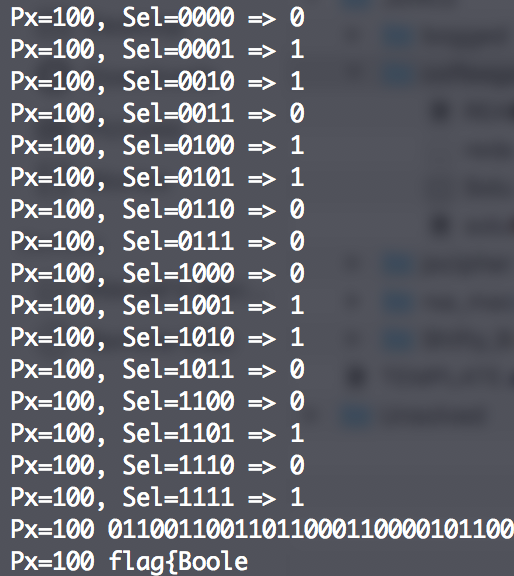 Px=100, Sel=0000 => 0
Px=100, Sel=0001 => 1
Px=100, Sel=0010 => 1
Px=100, Sel=0011 => 0
Px=100, Sel=0100 => 1
Px=100, Sel=0101 => 1
Px=100, Sel=0110 => 0
Px=100, Sel=0111 => 0
Px=100, Sel=1000 => 0
Px=100, Sel=1001 => 1
Px=100, Sel=1010 => 1
Px=100, Sel=1011 => 0
Px=100, Sel=1100 => 0
Px=100, Sel=1101 => 1
Px=100, Sel=1110 => 0
Px=100, Sel=1111 => 1
Px=100 01100110011011000110000101100
Px=100 flag{Boole